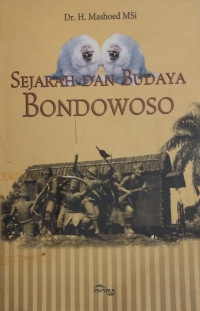 Dr. H. Mashoed MSi
SEJARAH DAN BUDAYA
BONDOWOSO